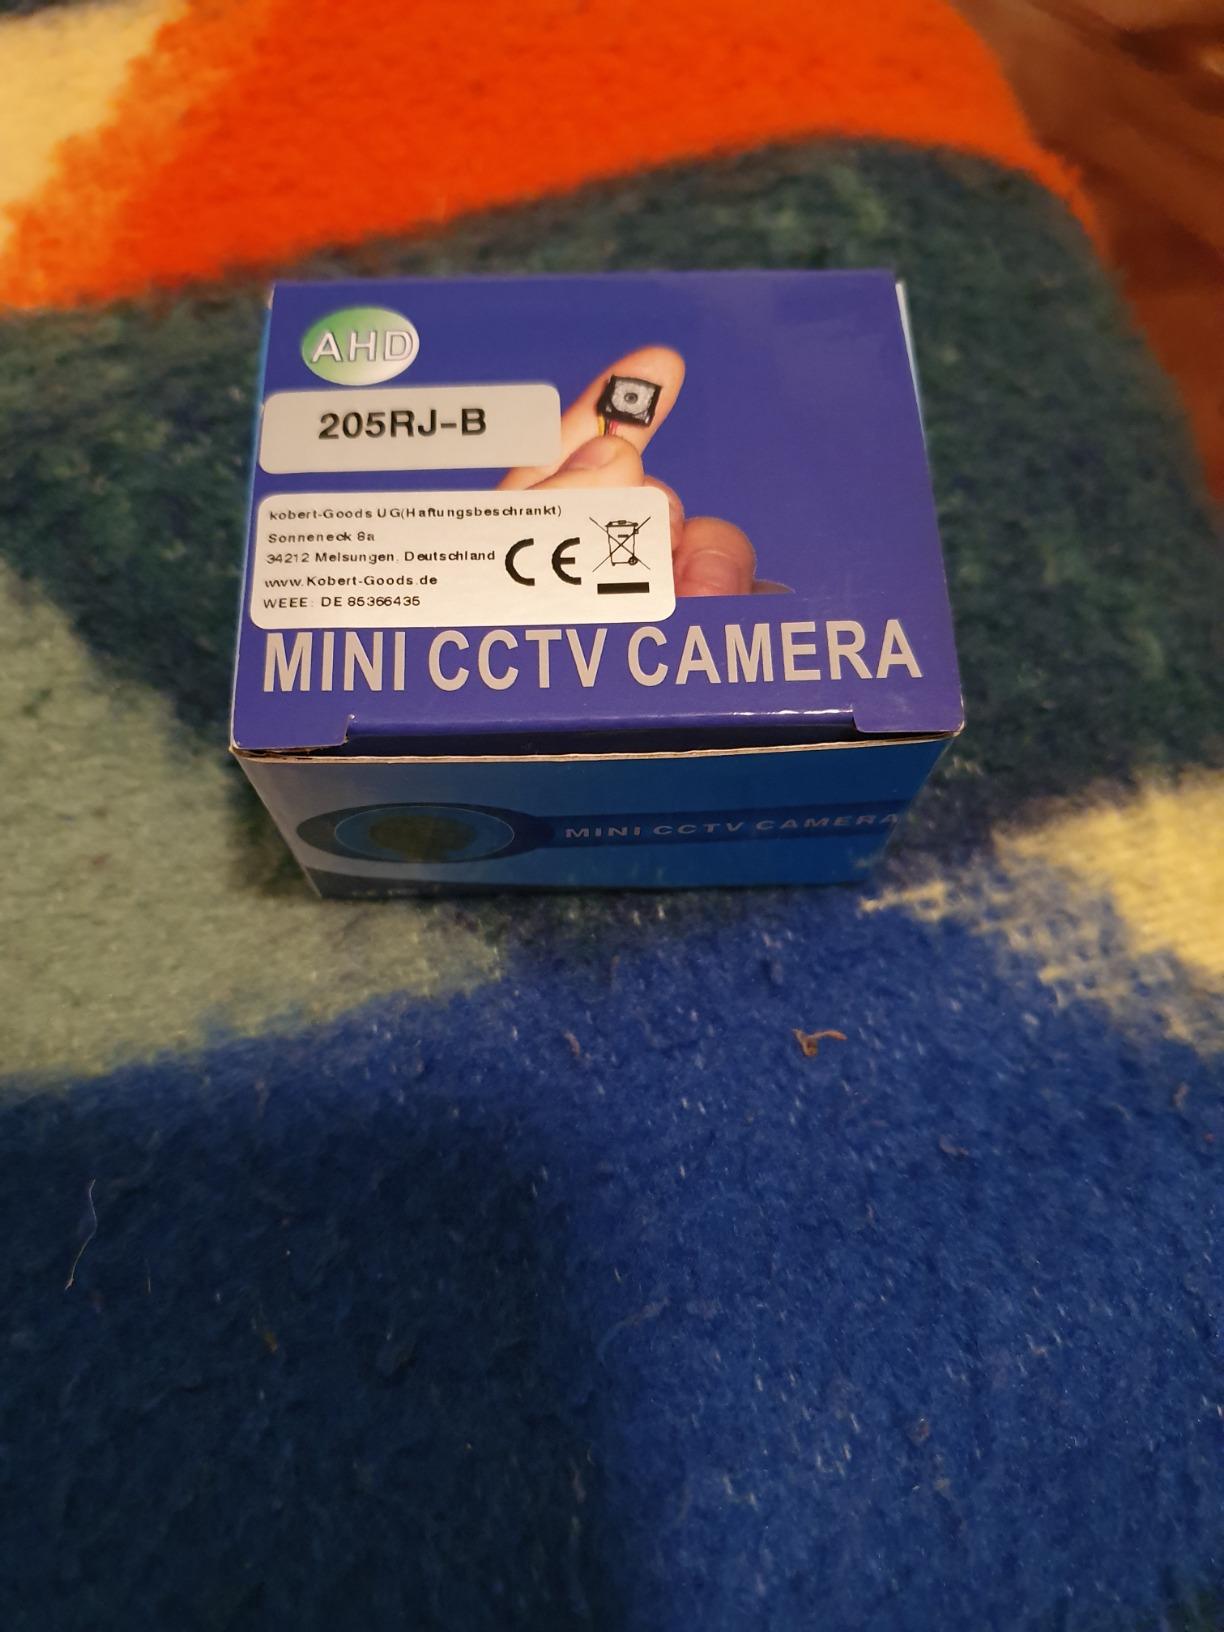 AHD
205RJ-B
kobert-Goods UG(Haftungsbeschrankt)
Sonneneck 8a
34212 Melsungen, Deutschland
www.Kobert-Goods.de
WEEE: DE 85366435
CE
MINI CCTV CAMERA
MINI CCTV CAMERA